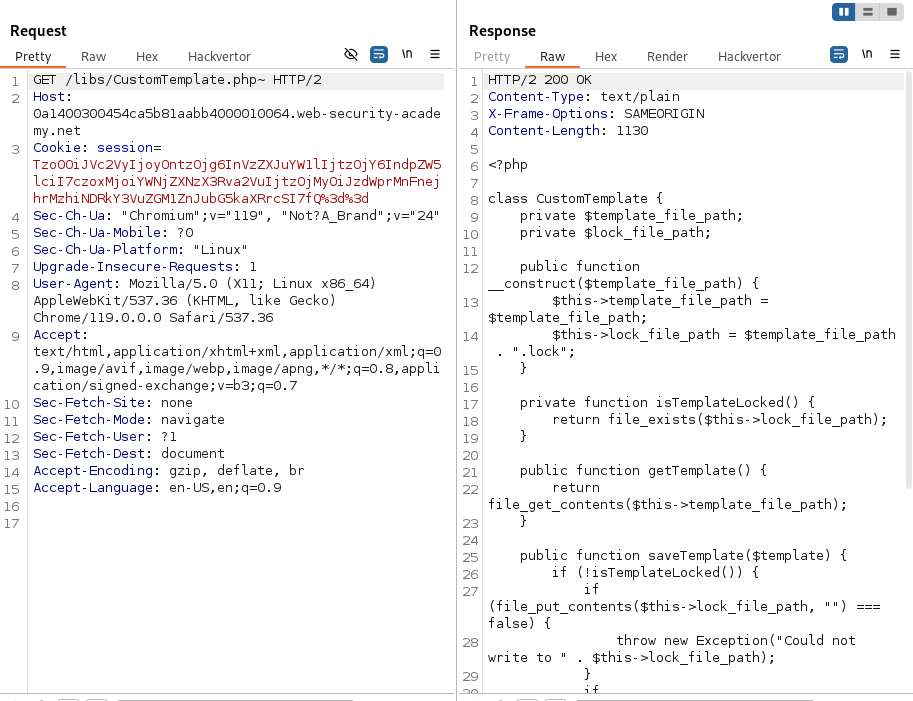 Request
Pretty Raw Hex Hackvertor \n
1 GET /libs/CustomTemplate.php~ HTTP/2
2 Host:
0a1400300454ca5b81aabb4000010064.web-security-acade
my.net
3 Cookie: session=
Tzo0OiJVc2VyIjoyOntzOjg6InVzZXJuYW1lIjtzOjY6IndpZW5
lciI7czoxMjoiYWNjZXNzX3Rva2VuIjtzOjMyOiJzdWprMnFnej
hrMzhiNDRkY3VuZGM1ZnJubG5kaXRrcSI7fQ%3d%3d
4 Sec-Ch-Ua: "Chromium";v="119", "Not?A_Brand";v="24"
5 Sec-Ch-Ua-Mobile: ?0
6 Sec-Ch-Ua-Platform: "Linux"
7 Upgrade-Insecure-Requests: 1
8 User-Agent: Mozilla/5.0 (X11; Linux x86_64)
AppleWebKit/537.36 (KHTML, like Gecko)
Chrome/119.0.0.0 Safari/537.36
9 Accept:
text/html,application/xhtml+xml,application/xml;q=0
.9,image/avif,image/webp,image/apng,*/*;q=0.8,appli
cation/signed-exchange;v=b3;q=0.7
10 Sec-Fetch-Site: none
11 Sec-Fetch-Mode: navigate
12 Sec-Fetch-User: ?1
13 Sec-Fetch-Dest: document
14 Accept-Encoding: gzip, deflate, br
15 Accept-Language: en-US,en;q=0.9
16
17
Response
Pretty Raw Hex Render Hackvertor \n
1 HTTP/2 200 OK
2 Content-Type: text/plain
3 X-Frame-Options: SAMEORIGIN
4 Content-Length: 1130
5
6 <?php
7
8 class CustomTemplate {
9 private $template_file_path;
10 private $lock_file_path;
11
12 public function
__construct($template_file_path) {
13 $this->template_file_path =
$template_file_path;
14 $this->lock_file_path = $template_file_path
. ".lock";
15 }
16
17 private function isTemplateLocked() {
18 return file_exists($this->lock_file_path);
19 }
20
21 public function getTemplate() {
22 return
file_get_contents($this->template_file_path);
23 }
24
25 public function saveTemplate($template) {
26 if (!isTemplateLocked()) {
27 if
(file_put_contents($this->lock_file_path, "") ===
false) {
28 throw new Exception("Could not
write to " . $this->lock_file_path);
29 }
30 if